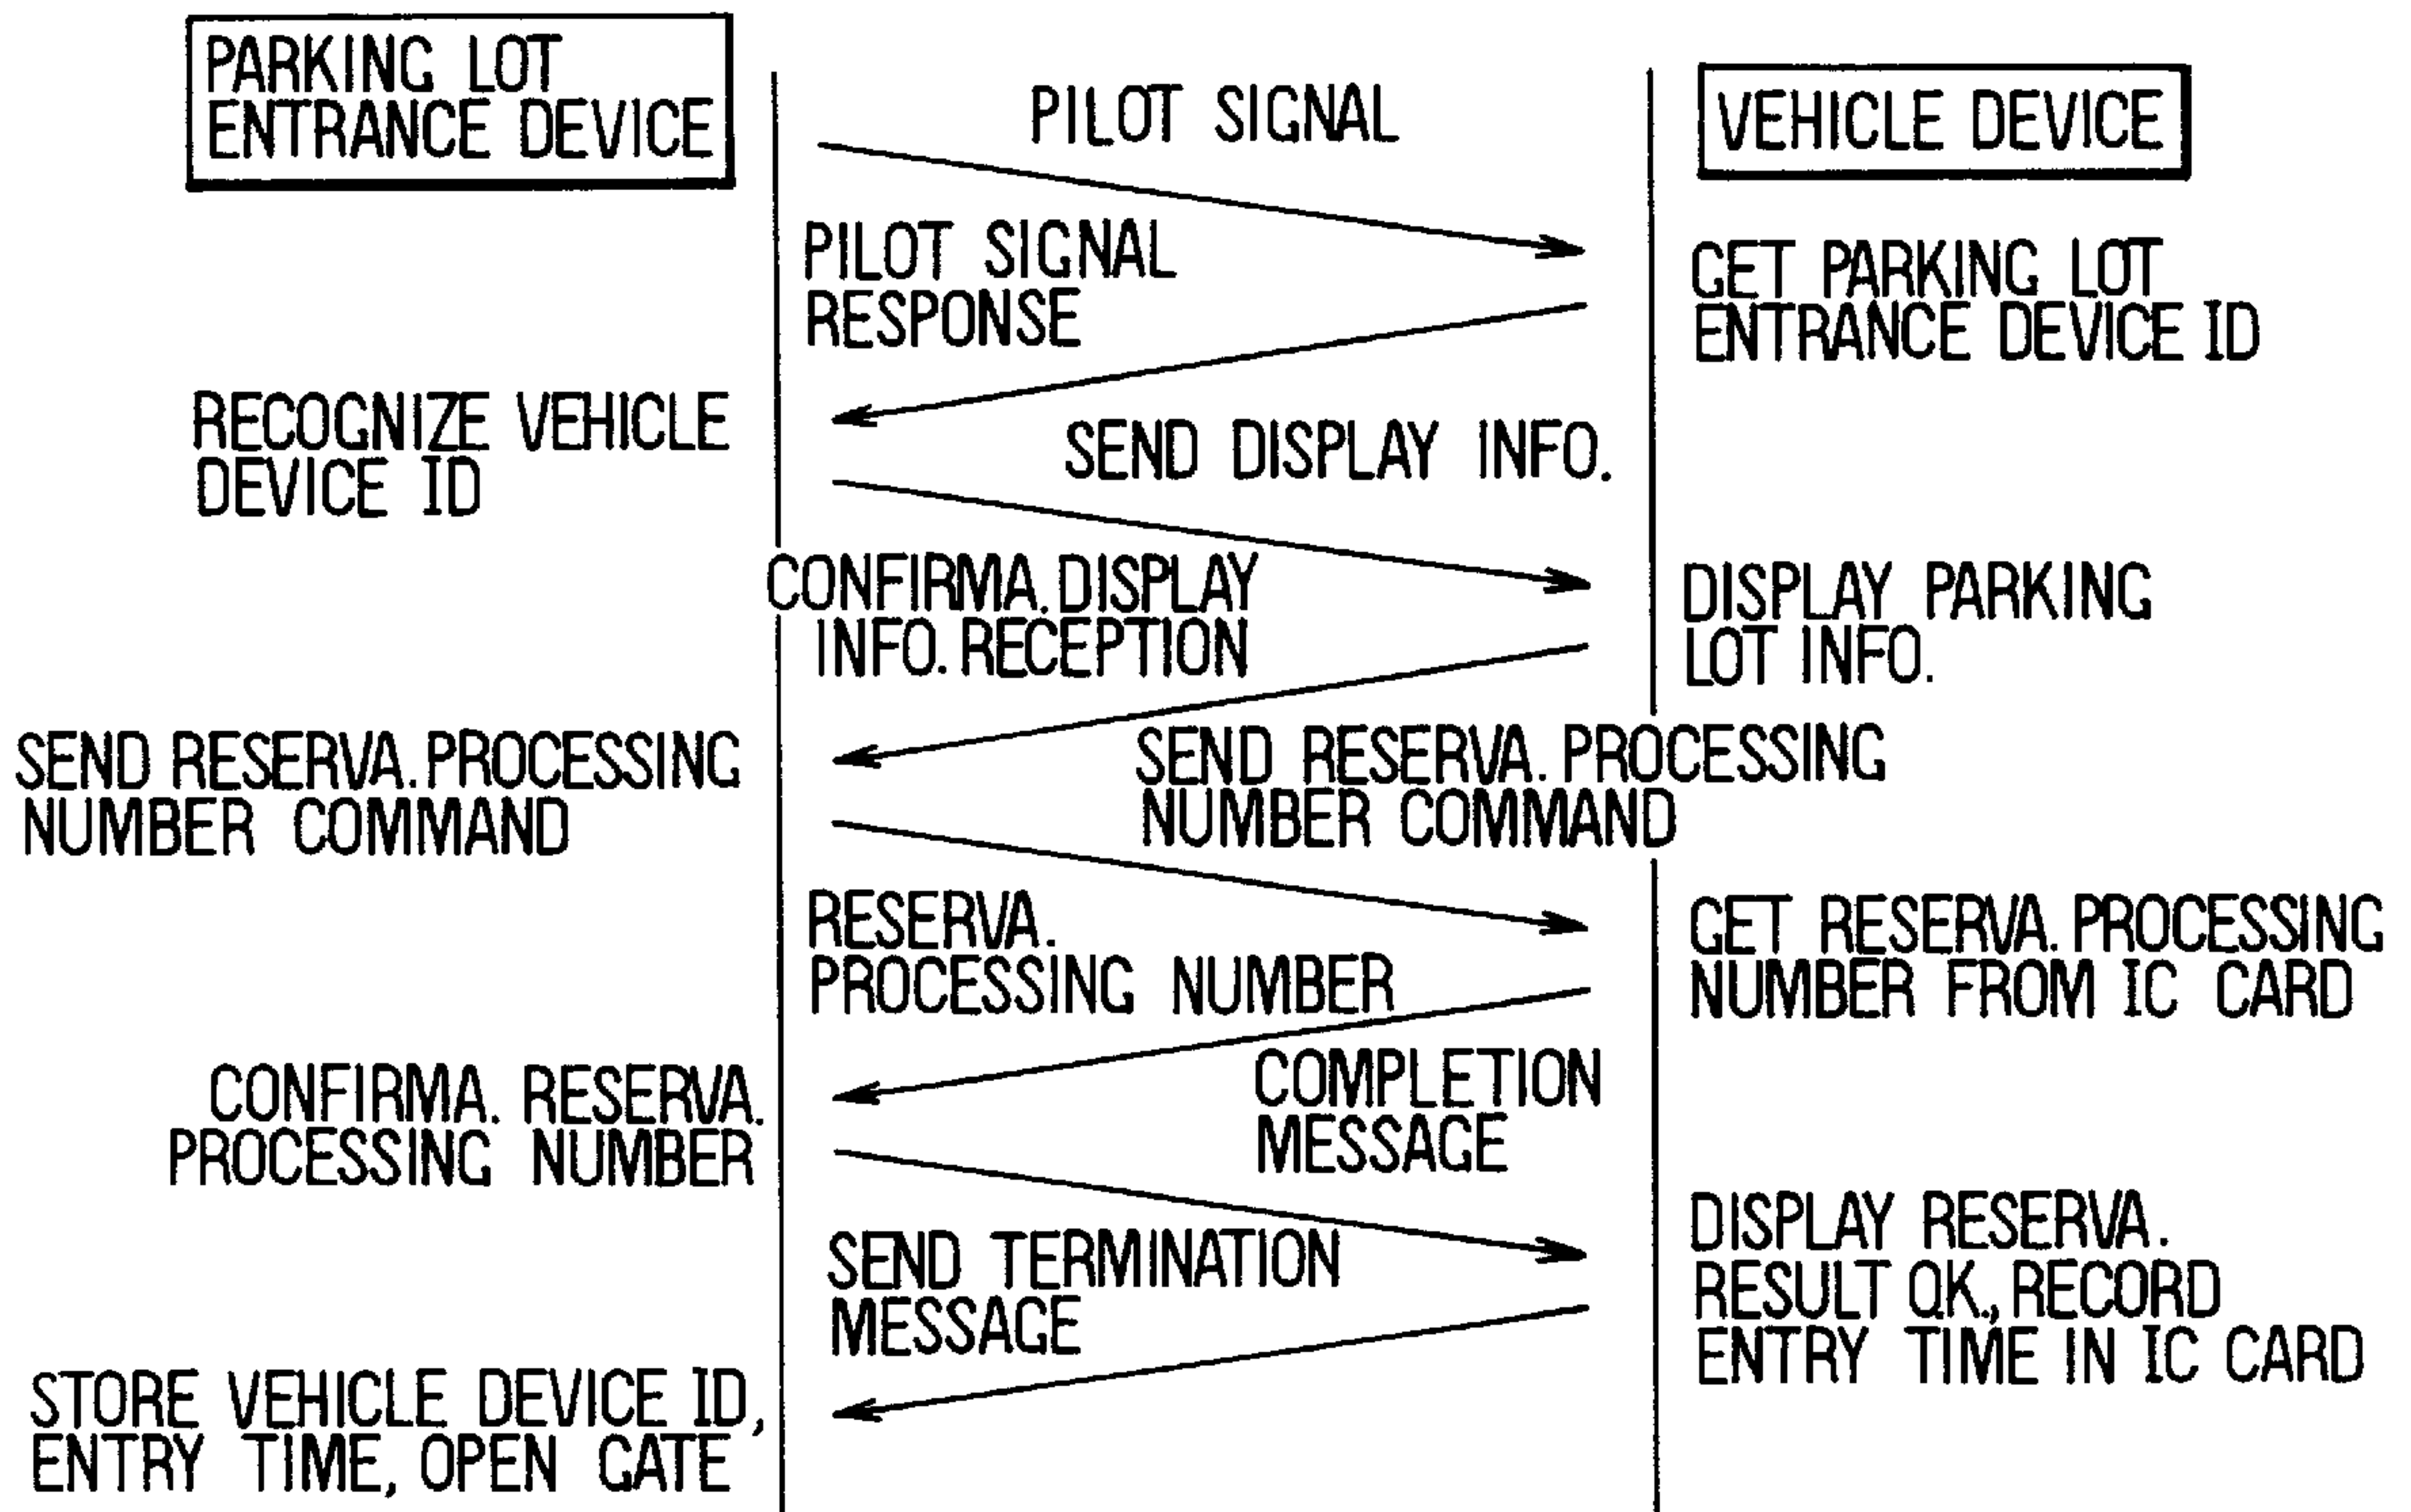 PARKING LOT
ENTRANCE DEVICE
PILOT SIGNAL
VEHICLE DEVICE
PILOT SIGNAL
RESPONSE
GET PARKING LOT
ENTRANCE DEVICE ID
RECOGNIZE VEHICLE
DEVICE ID
SEND DISPLAY INFO.
CONFIRMA. DISPLAY
INFO. RECEPTION
DISPLAY PARKING
LOT INFO.
SEND RESERVA. PROCESSING
NUMBER COMMAND
SEND RESERVA. PROCESSING
NUMBER COMMAND
RESERVA.
PROCESSING NUMBER
GET RESERVA. PROCESSING
NUMBER FROM IC CARD
CONFIRMA. RESERVA.
PROCESSING NUMBER
COMPLETION
MESSAGE
DISPLAY RESERVA.
RESULT O.K., RECORD
ENTRY TIME IN IC CARD
SEND TERMINATION
MESSAGE
STORE VEHICLE DEVICE ID,
ENTRY TIME, OPEN GATE